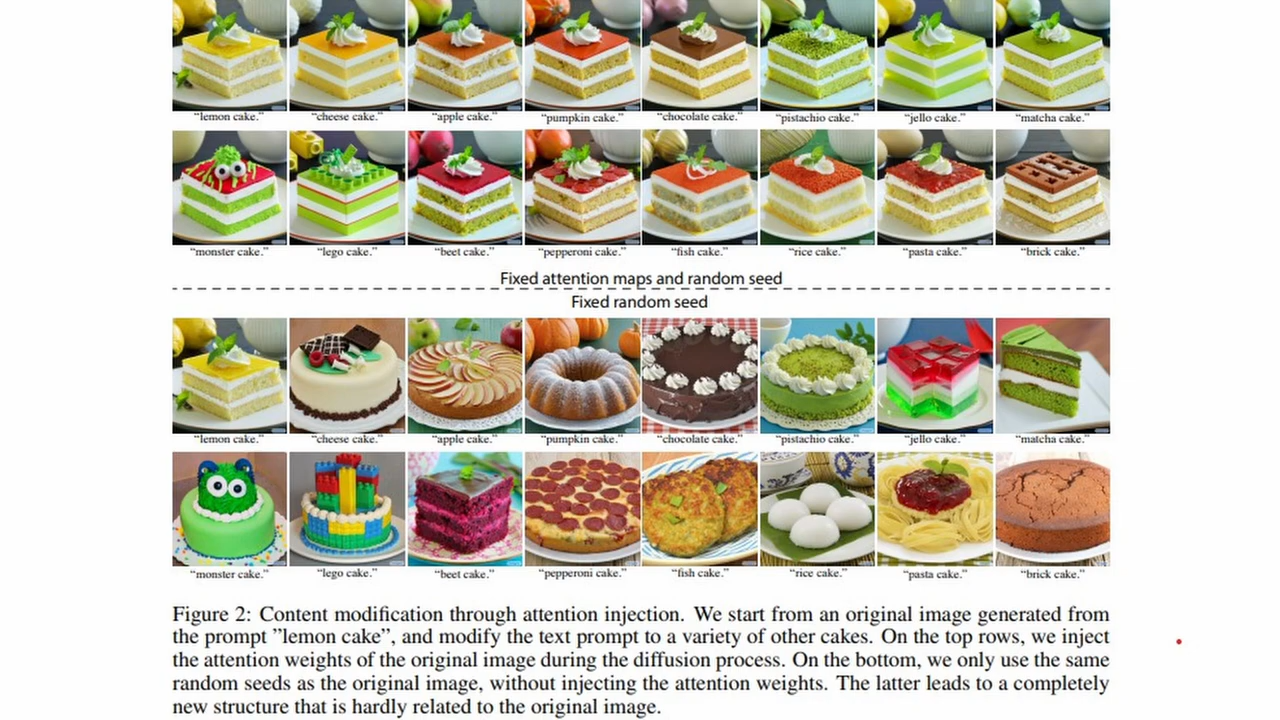 “lemon cake.” “cheese cake.” “apple cake.” “pumpkin cake.” “chocolate cake.” “pistachio cake.” “jello cake.” “matcha cake.”
“monster cake.” “lego cake.” “beet cake.” “pepperoni cake.” “fish cake.” “rice cake.” “pasta cake.” “brick cake.”
Fixed attention maps and random seed
Fixed random seed
“lemon cake.” “cheese cake.” “apple cake.” “pumpkin cake.” “chocolate cake.” “pistachio cake.” “jello cake.” “matcha cake.”
“monster cake.” “lego cake.” “beet cake.” “pepperoni cake.” “fish cake.” “rice cake.” “pasta cake.” “brick cake.”
Figure 2: Content modification through attention injection. We start from an original image generated from
the prompt ”lemon cake”, and modify the text prompt to a variety of other cakes. On the top rows, we inject
the attention weights of the original image during the diffusion process. On the bottom, we only use the same
random seeds as the original image, without injecting the attention weights. The latter leads to a completely
new structure that is hardly related to the original image.